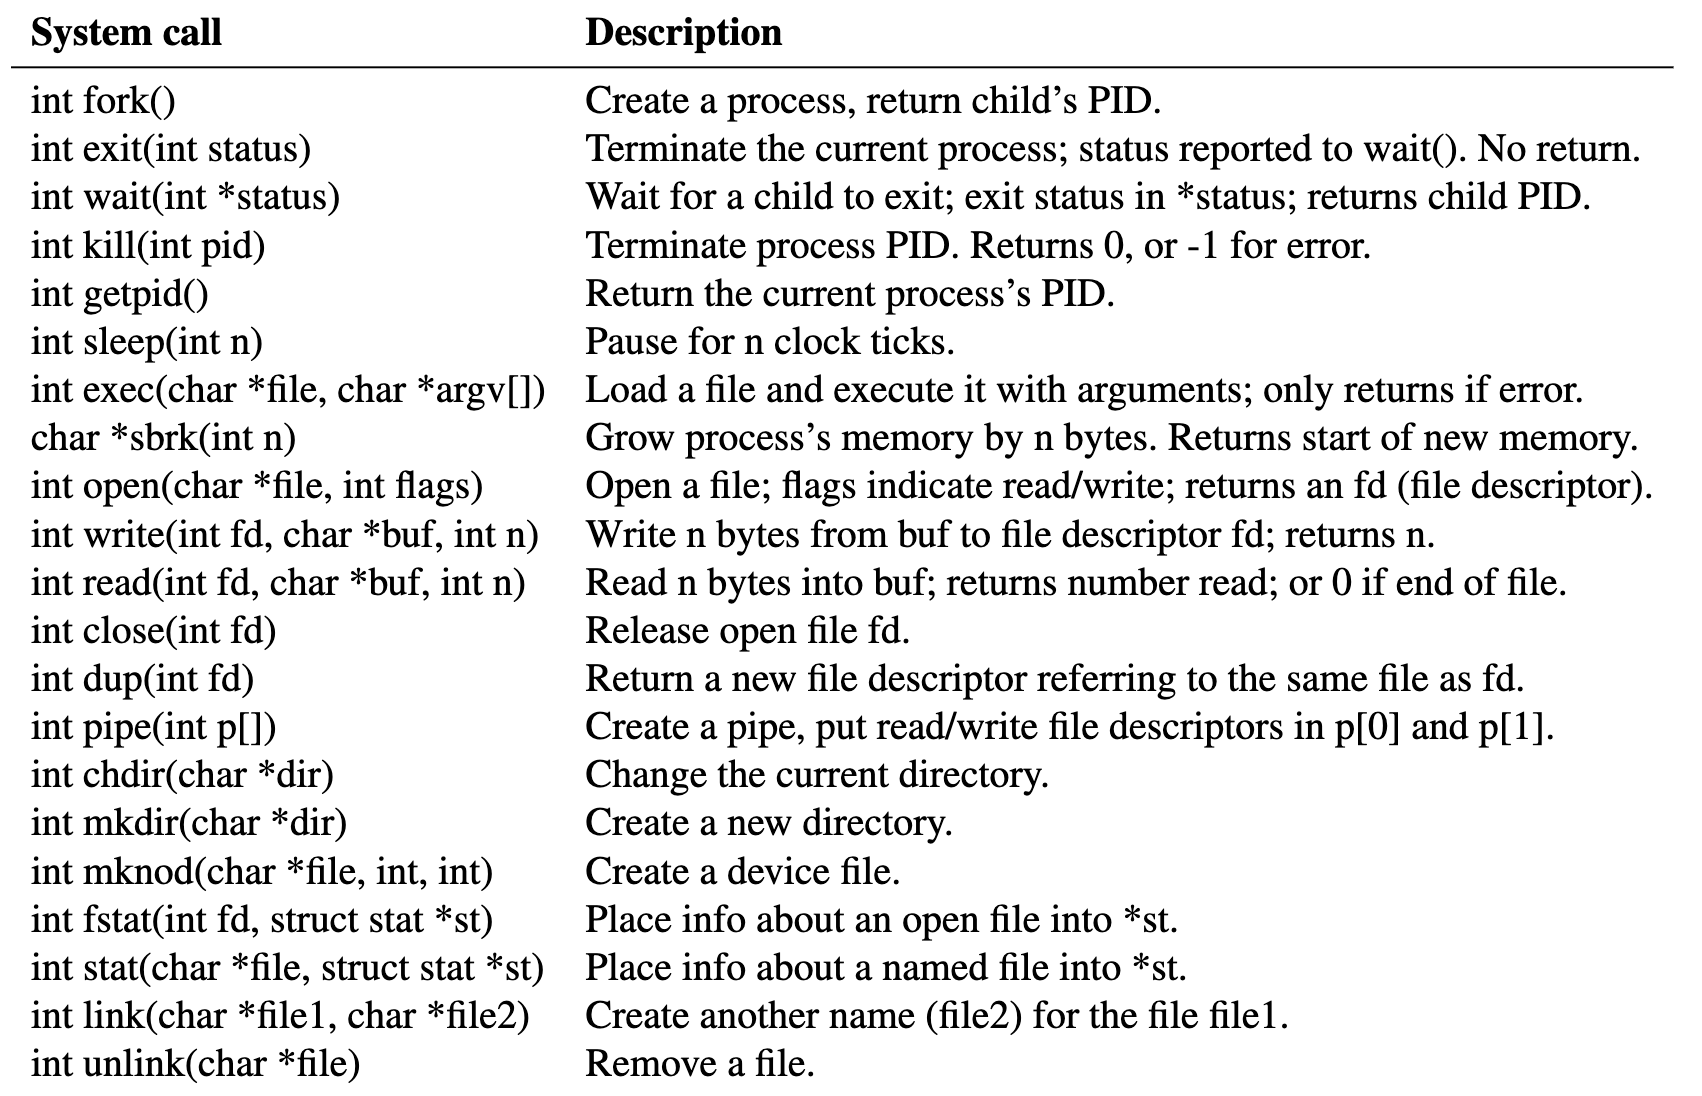 System call Description
int fork() Create a process, return child’s PID.
int exit(int status) Terminate the current process; status reported to wait(). No return.
int wait(int *status) Wait for a child to exit; exit status in *status; returns child PID.
int kill(int pid) Terminate process PID. Returns 0, or -1 for error.
int getpid() Return the current process’s PID.
int sleep(int n) Pause for n clock ticks.
int exec(char *file, char *argv[]) Load a file and execute it with arguments; only returns if error.
char *sbrk(int n) Grow process’s memory by n bytes. Returns start of new memory.
int open(char *file, int flags) Open a file; flags indicate read/write; returns an fd (file descriptor).
int write(int fd, char *buf, int n) Write n bytes from buf to file descriptor fd; returns n.
int read(int fd, char *buf, int n) Read n bytes into buf; returns number read; or 0 if end of file.
int close(int fd) Release open file fd.
int dup(int fd) Return a new file descriptor referring to the same file as fd.
int pipe(int p[]) Create a pipe, put read/write file descriptors in p[0] and p[1].
int chdir(char *dir) Change the current directory.
int mkdir(char *dir) Create a new directory.
int mknod(char *file, int, int) Create a device file.
int fstat(int fd, struct stat *st) Place info about an open file into *st.
int stat(char *file, struct stat *st) Place info about a named file into *st.
int link(char *file1, char *file2) Create another name (file2) for the file file1.
int unlink(char *file) Remove a file.